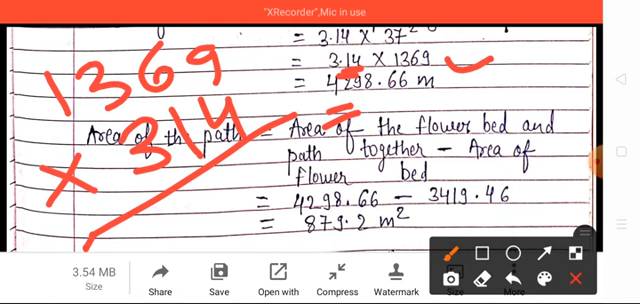 "XRecorder",Mic in use
= 3.14 × 37²
= 3.14 × 1369
= 4298.66 m
1369
× 314
Area of the path = Area of the flower bed and
path together - Area of
flower bed
= 4298.66 - 3419.46
= 879.2 m²
3.54 MB
Size
Share
Save
Open with
Compress
Watermark
Size
More